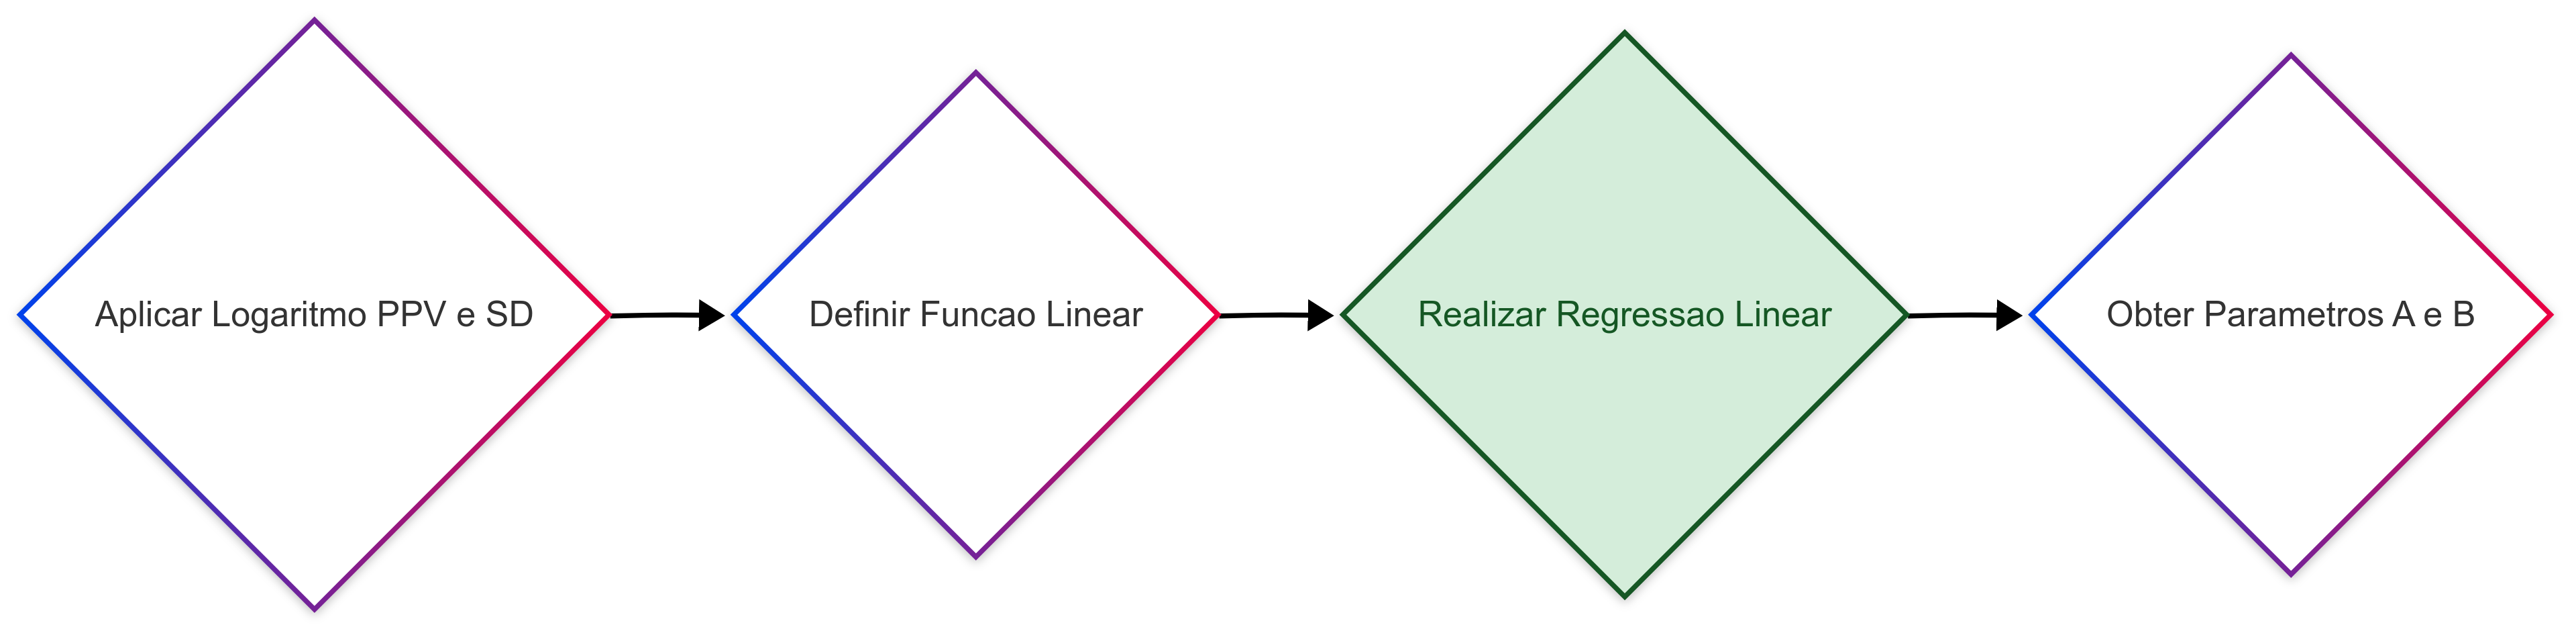 Aplicar Logaritmo PPV e SD
Definir Funcao Linear
Realizar Regressao Linear
Obter Parametros A e B